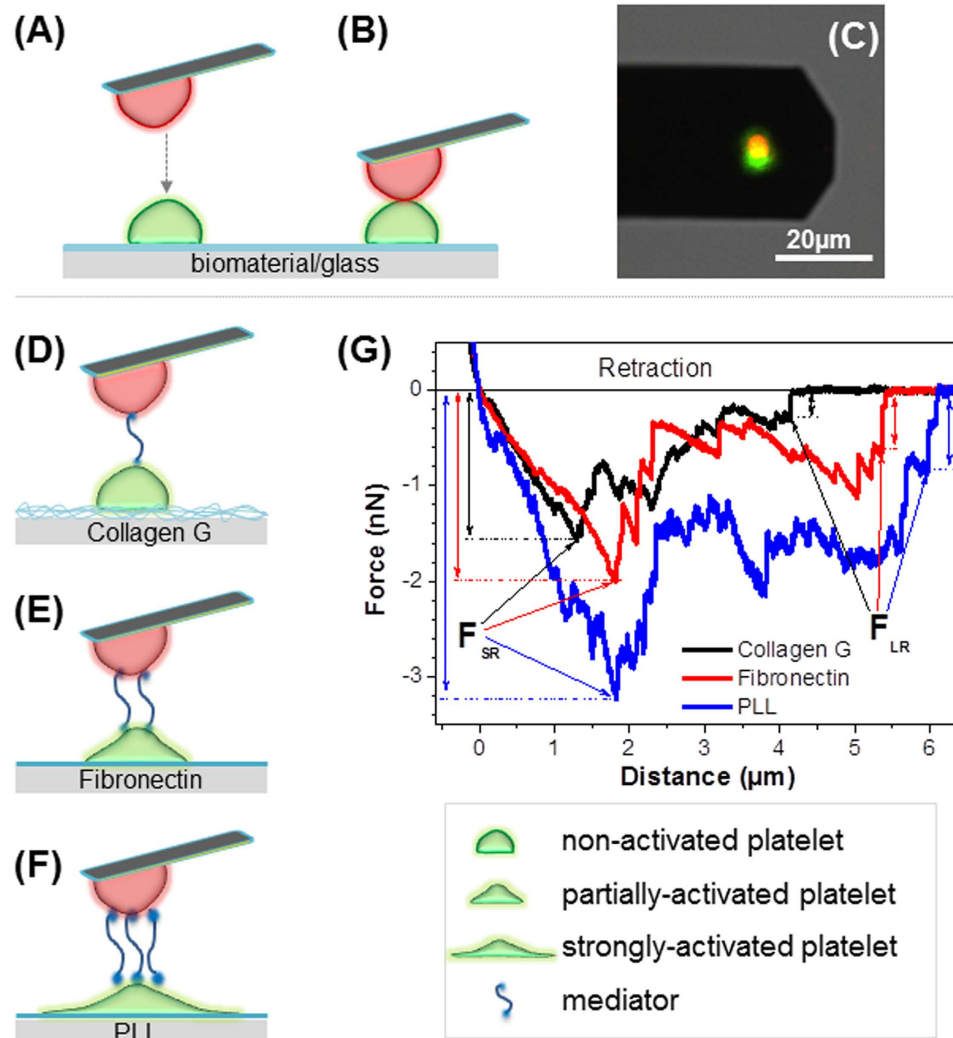 (A)
(B)
(C)
biomaterial/glass
20µm
(D)
Collagen G
(E)
Fibronectin
(F)
PLL
(G)
Retraction
0
-1
-2
-3
Force (nN)
F SR
F LR
Collagen G
Fibronectin
PLL
0 1 2 3 4 5 6
Distance (µm)
non-activated platelet
partially-activated platelet
strongly-activated platelet
mediator